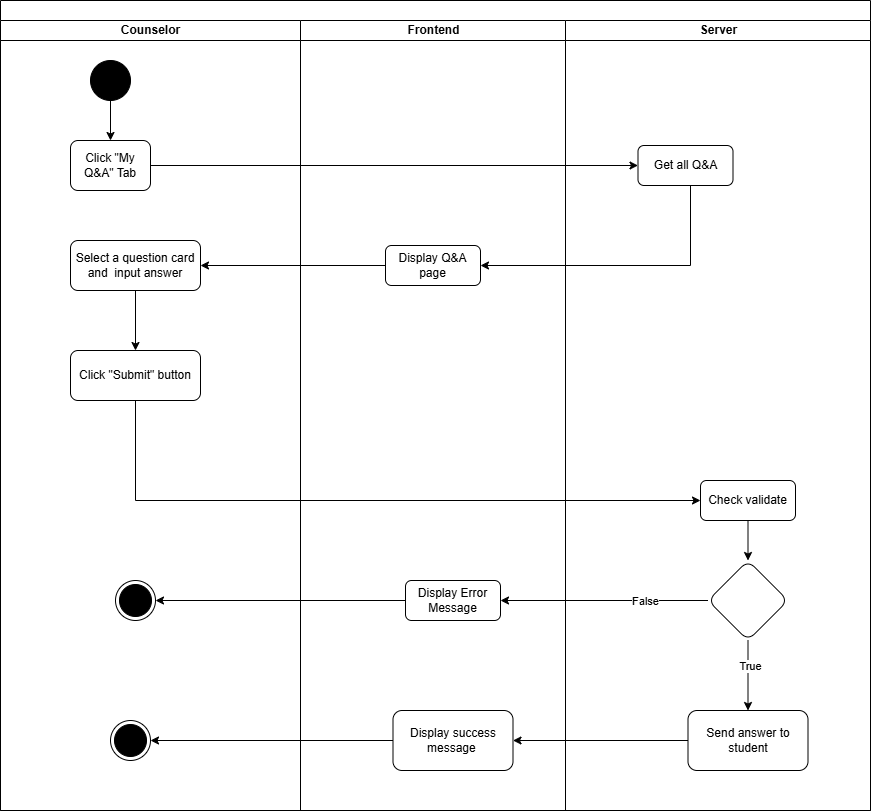 Counselor
Frontend
Server
Click "My
Q&A" Tab
Get all Q&A
Select a question card
and  input answer
Display Q&A
page
Click "Submit" button
Check validate
Display Error
Message
False
True
Display success
message
Send answer to
student